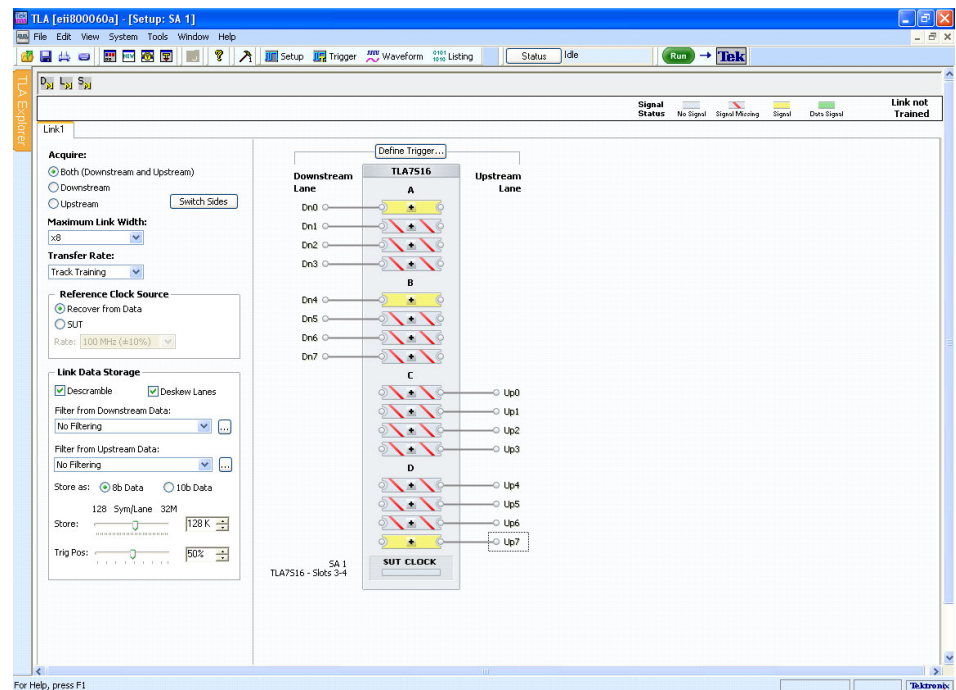 TLA [eii800060a] - [Setup: SA 1]
File Edit View System Tools Window Help
Setup Trigger Waveform Listing Status Idle Run Tek
TLA Explorer
Signal Status No Signal Signal Missing Signal Data Signal Link not Trained
Link1
Acquire:
Both (Downstream and Upstream)
Downstream
Upstream
Switch Sides
Maximum Link Width:
x8
Transfer Rate:
Track Training
Reference Clock Source
Recover from Data
SUT
Rate: 100 MHz (±10%)
Link Data Storage
Descramble Deskew Lanes
Filter from Downstream Data:
No Filtering ...
Filter from Upstream Data:
No Filtering ...
Store as: 8b Data 10b Data
128 Sym/Lane 32M
Store: 128 K
Trig Pos: 50%
Define Trigger...
Downstream Lane
TLA7S16
Upstream Lane
A
Dn0
Dn1
Dn2
Dn3
B
Dn4
Dn5
Dn6
Dn7
C
Up0
Up1
Up2
Up3
D
Up4
Up5
Up6
Up7
SUT CLOCK
SA 1
TLA7S16 - Slots 3-4
For Help, press F1
Tektronix